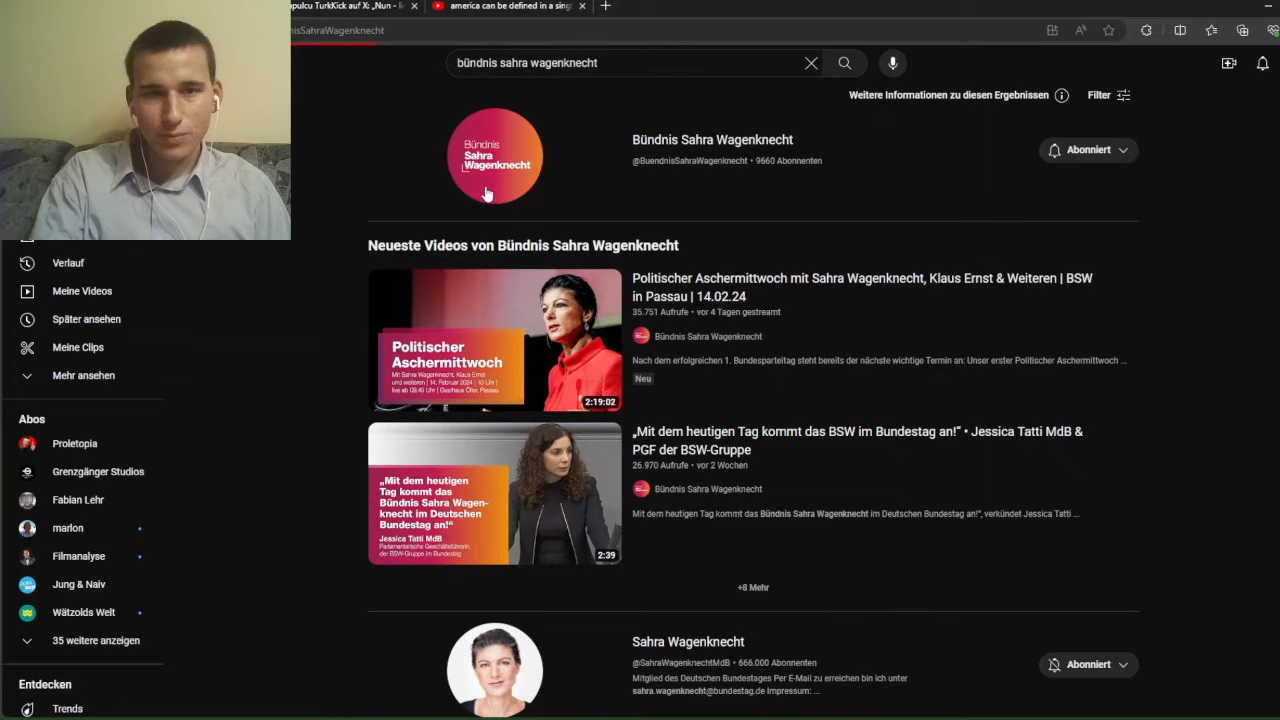 apulcu TurkKick auf X: „Nun -
america can be defined in a sing
nisSahraWagenknecht
bündnis sahra wagenknecht
Weitere Informationen zu diesen Ergebnissen
Filter
Bündnis
Sahra
Wagenknecht
Bündnis Sahra Wagenknecht
@BuendnisSahraWagenknecht • 9660 Abonnenten
Abonniert
Neueste Videos von Bündnis Sahra Wagenknecht
Verlauf
Meine Videos
Später ansehen
Meine Clips
Mehr ansehen
Politischer
Aschermittwoch
Mit Sahra Wagenknecht, Klaus Ernst
und weiteren | 14. Februar 2024 | 10 Uhr |
live ab 09.45 Uhr | Gasthaus Öller, Passau
2:19:02
Politischer Aschermittwoch mit Sahra Wagenknecht, Klaus Ernst & Weiteren | BSW
in Passau | 14.02.24
35.751 Aufrufe • vor 4 Tagen gestreamt
Bündnis Sahra Wagenknecht
Nach dem erfolgreichen 1. Bundesparteitag steht bereits der nächste wichtige Termin an: Unser erster Politischer Aschermittwoch ...
Neu
Abos
Proletopia
Grenzgänger Studios
Fabian Lehr
marlon
Filmanalyse
Jung & Naiv
Wätzolds Welt
35 weitere anzeigen
„Mit dem heutigen
Tag kommt das
Bündnis Sahra Wagen-
knecht im Deutschen
Bundestag an!“
Jessica Tatti MdB
Parlamentarische Geschäftsführerin
der BSW-Gruppe im Bundestag
2:39
„Mit dem heutigen Tag kommt das BSW im Bundestag an!“ • Jessica Tatti MdB &
PGF der BSW-Gruppe
26.970 Aufrufe • vor 2 Wochen
Bündnis Sahra Wagenknecht
Mit dem heutigen Tag kommt das Bündnis Sahra Wagenknecht im Deutschen Bundestag an!“, verkündet Jessica Tatti ...
+8 Mehr
Sahra Wagenknecht
@SahraWagenknechtMdB • 666.000 Abonnenten
Mitglied des Deutschen Bundestages Per E-Mail zu erreichen bin ich unter
sahra.wagenknecht@bundestag.de Impressum: ...
Abonniert
Entdecken
Trends